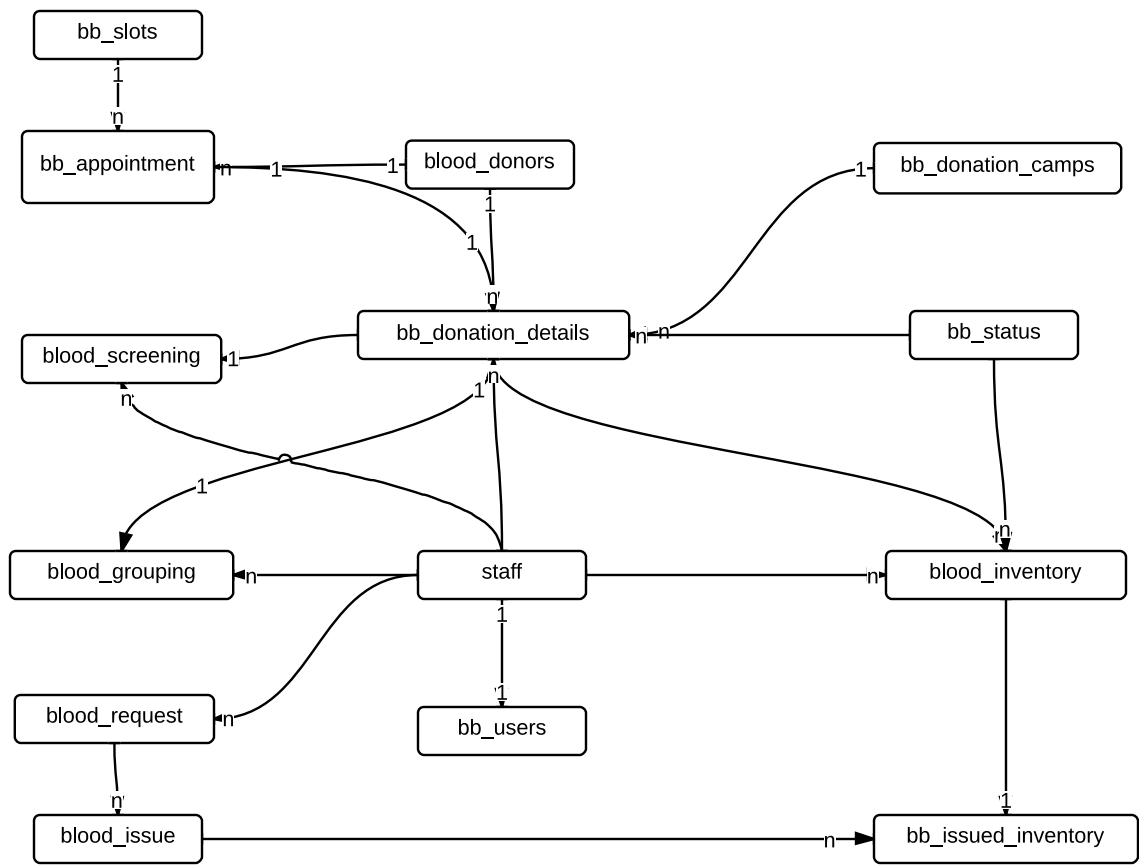 bb_slots
1
n
bb_appointment
n
1
1
blood_donors
1
bb_donation_camps
1
1
n
bb_donation_details
n
n
bb_status
blood_screening
1
n
1
n
1
n
blood_grouping
n
staff
n
blood_inventory
1
blood_request
n
1
bb_users
n
1
blood_issue
n
bb_issued_inventory